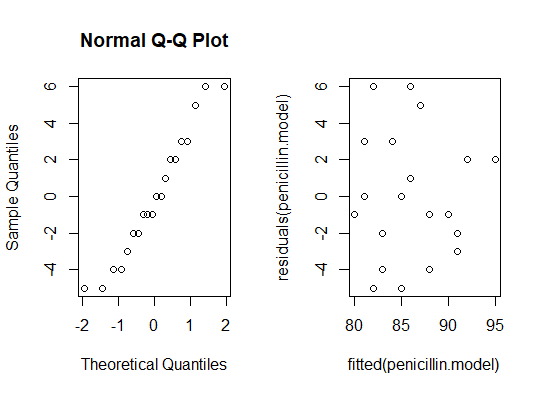 Normal Q-Q Plot
Sample Quantiles
6
4
2
0
-2
-4
-2 -1 0 1 2
Theoretical Quantiles
residuals(penicillin.model)
6
4
2
0
-2
-4
80 85 90 95
fitted(penicillin.model)